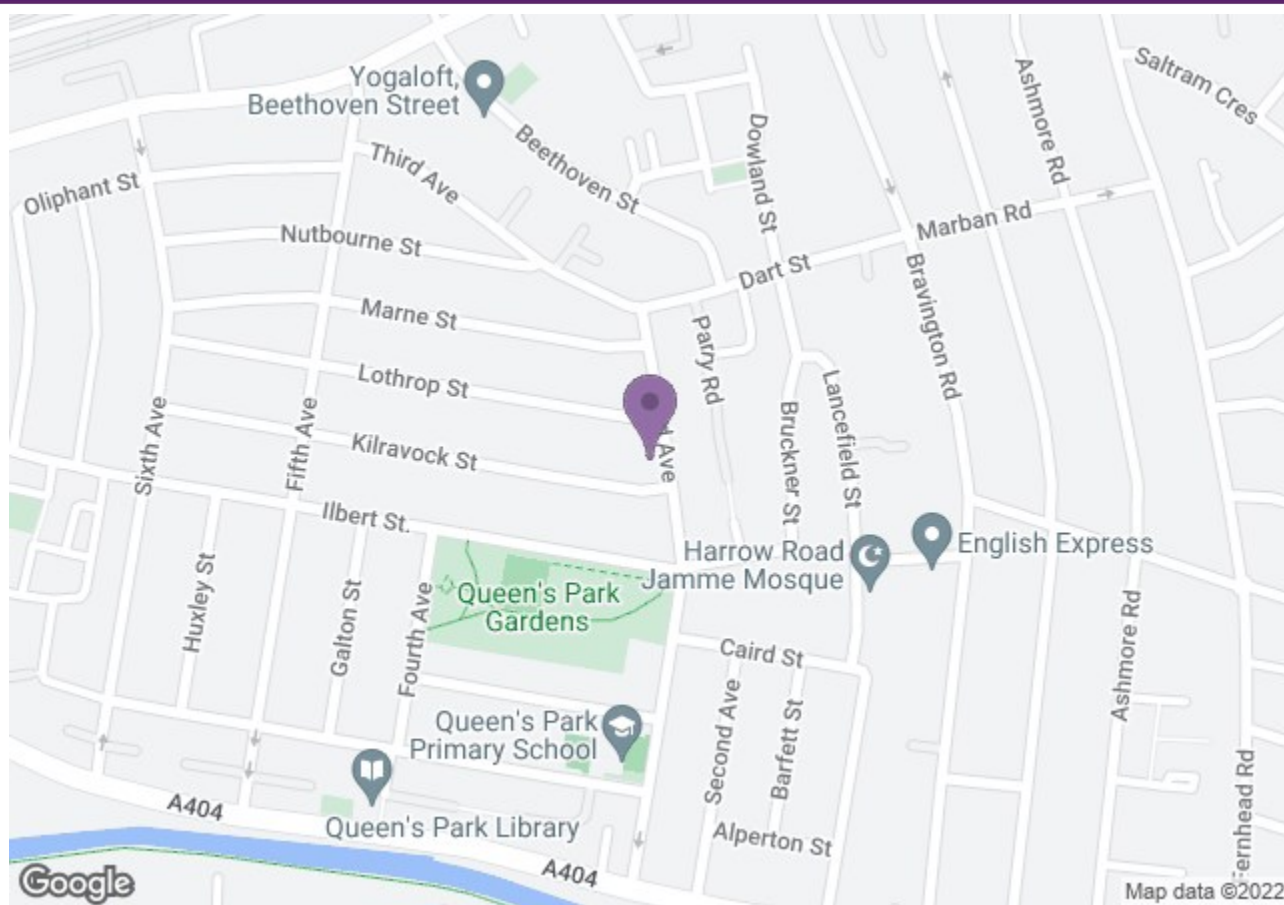 Yogaloft,
Beethoven Street
Saltram Cres
Ashmore Rd
Dowland St
Beethoven St
Third Ave
Oliphant St
Marban Rd
Nutbourne St
Dart St
Bravington Rd
Marne St
Parry Rd
Lothrop St
Lancefield St
Bruckner St
Ave
Sixth Ave
Fifth Ave
Kilravock St
Ilbert St.
Harrow Road
Jamme Mosque
English Express
Queen's Park
Gardens
Huxley St
Galton St
Fourth Ave
Caird St
Ashmore Rd
Queen's Park
Primary School
Second Ave
Barfett St
Fernhead Rd
A404
Queen's Park Library
Alperton St
A404
Google
Map data ©2022